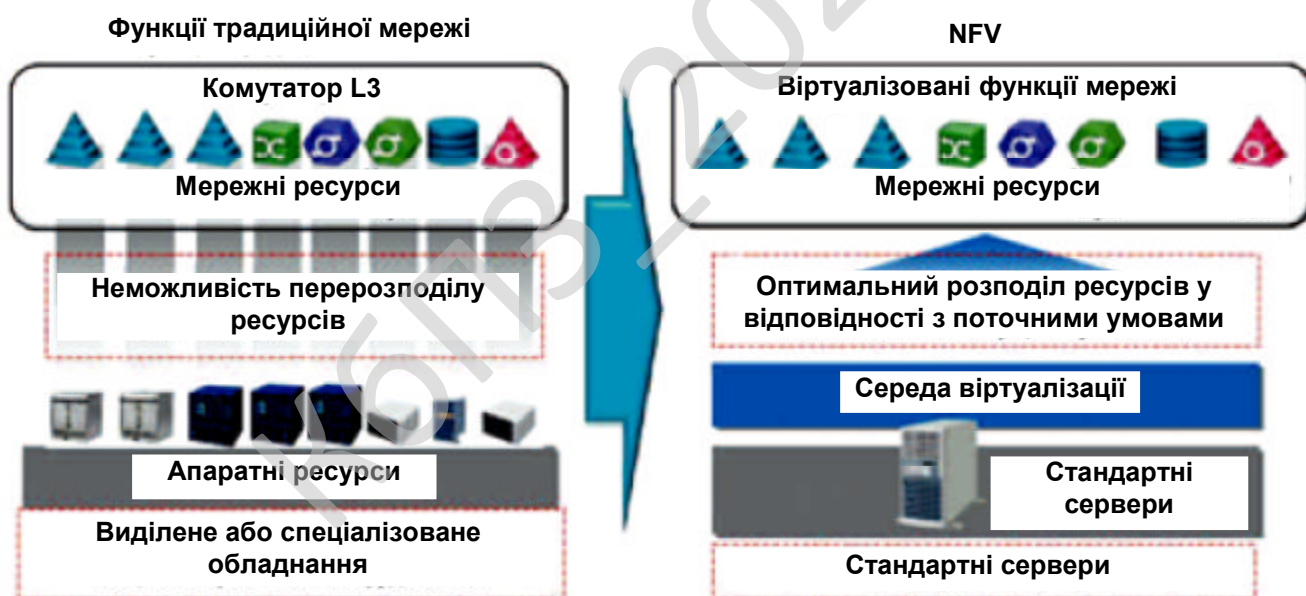 Функції традиційної мережі
Комутатор L3
Мережні ресурси
Неможливість перерозподілу
ресурсів
Апаратні ресурси
Виділене або спеціалізоване
обладнання
NFV
Віртуалізовані функції мережі
Мережні ресурси
Оптимальний розподіл ресурсів у
відповідності з поточними умовами
Середа віртуалізації
Стандартні
сервери
Стандартні сервери